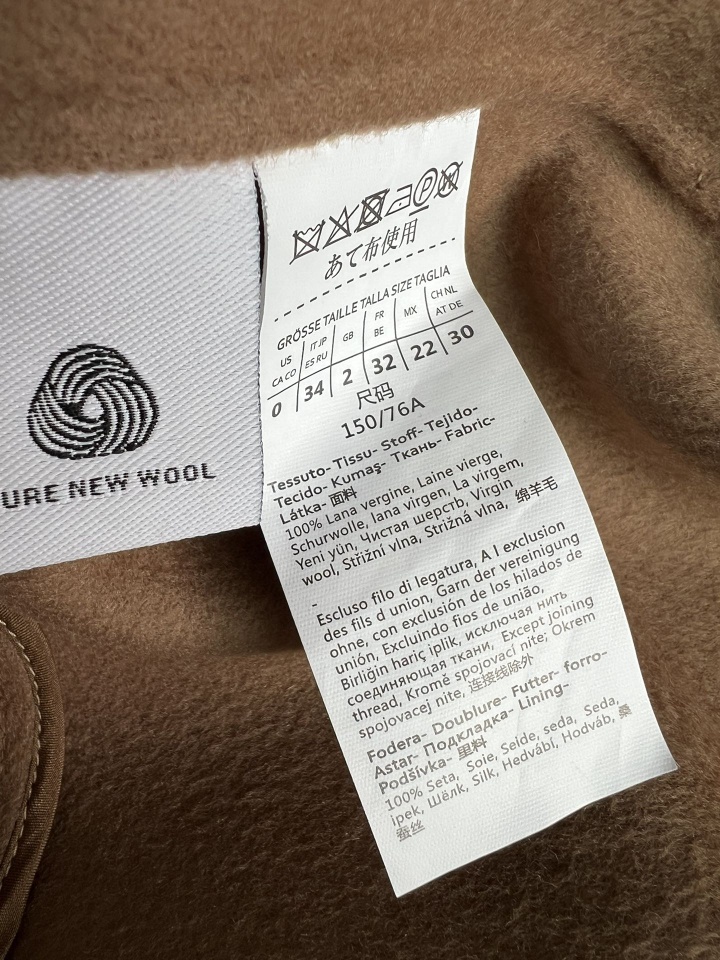 URE NEW WOOL
P W
あて布使用
GRÖSSE TAILLE TALLA SIZE TAGLIA
US CA CO | IT JP ES RU | GB | FR BE | MX | CH NL AT DE
0 | 34 | 2 | 32 | 22 | 30
尺码
150/76A
Tessuto- Tissu- Stoff- Tejido-
Tecido- Kumaş- Ткань- Fabric-
Látka- 面料
100% Lana vergine, Laine vierge,
Schurwolle, lana virgen, La virgem,
Yeni yün, Чистая шерсть, Virgin
wool, Střižní vlna, Strižná vlna, 绵羊毛
-
Escluso filo di legatura, A l exclusion
des fils d union, Garn der vereinigung
ohne, con exclusión de los hilados de
unión, Excluindo fios de união,
Birliğin hariç iplik, исключая нить
соединяющая ткани, Except joining
thread, Kromě spojovací nite; Okrem
spojovacej nite, 连接线除外
Fodera- Doublure- Futter- forro-
Astar- Подкладка- Lining-
Podšívka- 里料
100% Seta, Soie, Seide, seda, Seda,
ipek, Шёлк, Silk, Hedvábí, Hodváb, 桑
蚕丝